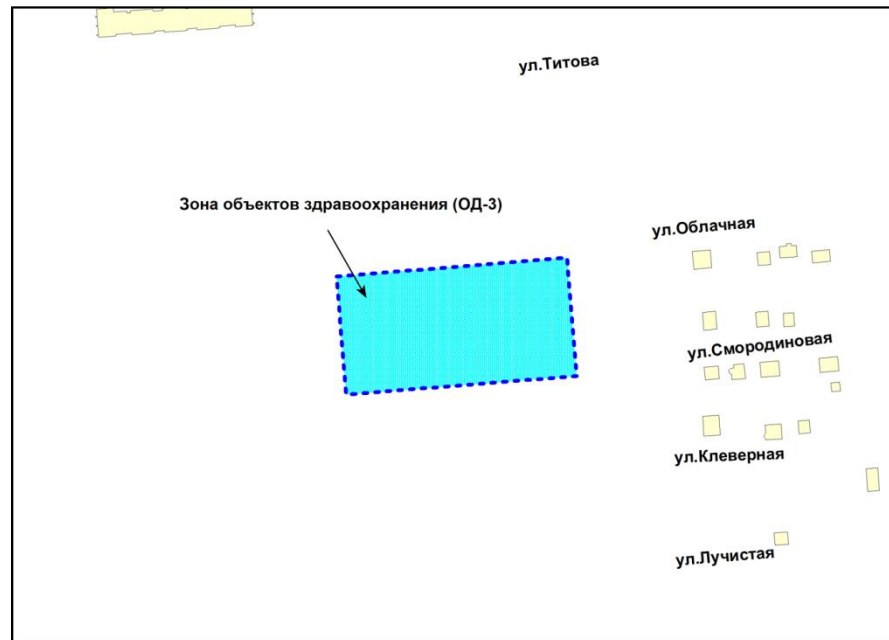 ул.Титова
Зона объектов здравоохранения (ОД-3)
ул.Облачная
ул.Смородиновая
ул.Клеверная
ул.Лучистая